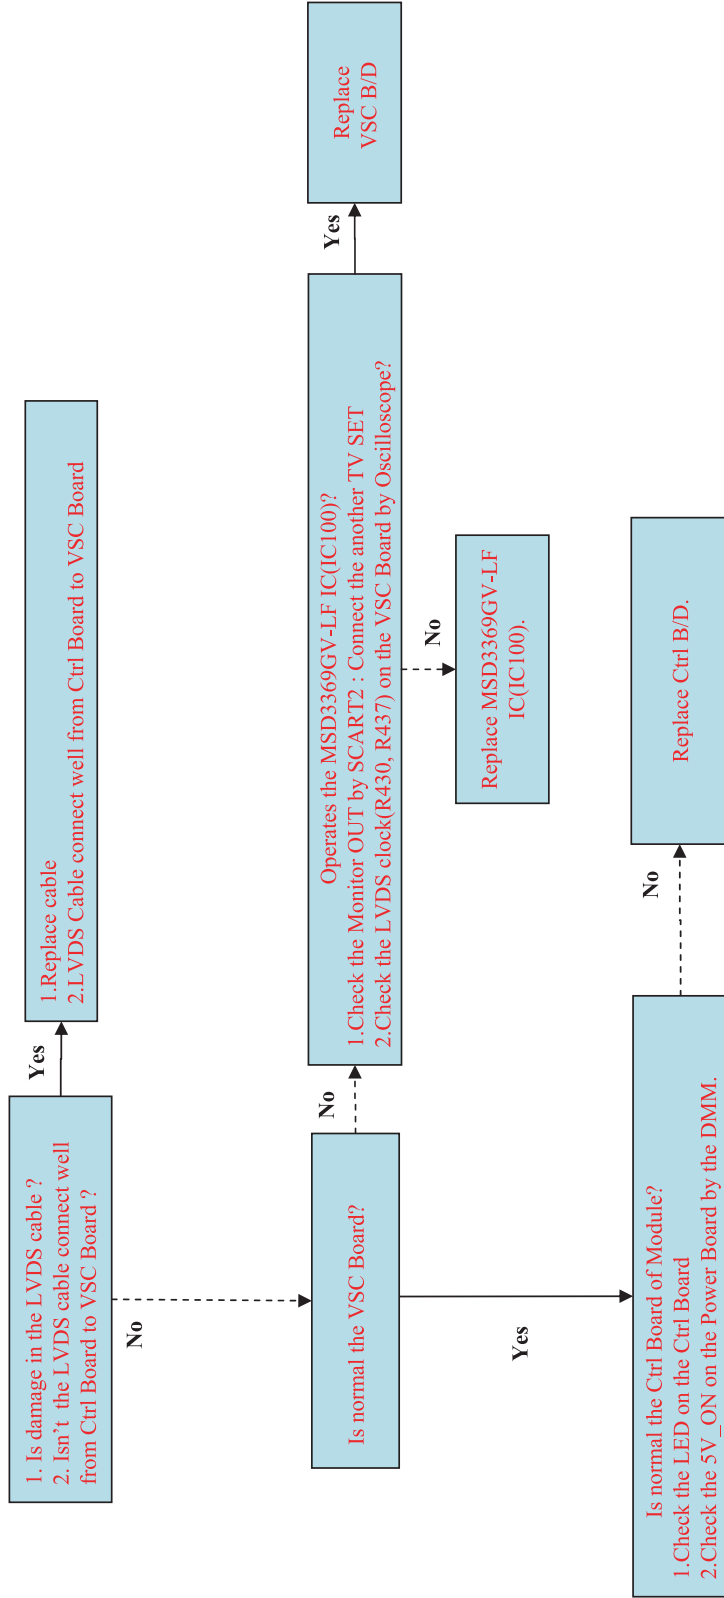 1. Is damage in the LVDS cable ?
2. Isn't the LVDS cable connect well
from Ctrl Board to VSC Board ?
Yes
1.Replace cable
2.LVDS Cable connect well from Ctrl Board to VSC Board
No
Is normal the VSC Board?
No
Operates the MSD3369GV-LF IC(IC100)?
1.Check the Monitor OUT by SCART2 : Connect the another TV SET
2.Check the LVDS clock(R430, R437) on the VSC Board by Oscilloscope?
Yes
Replace
VSC B/D
No
Replace MSD3369GV-LF
IC(IC100).
Yes
Is normal the Ctrl Board of Module?
1.Check the LED on the Ctrl Board
2.Check the 5V_ON on the Power Board by the DMM.
No
Replace Ctrl B/D.